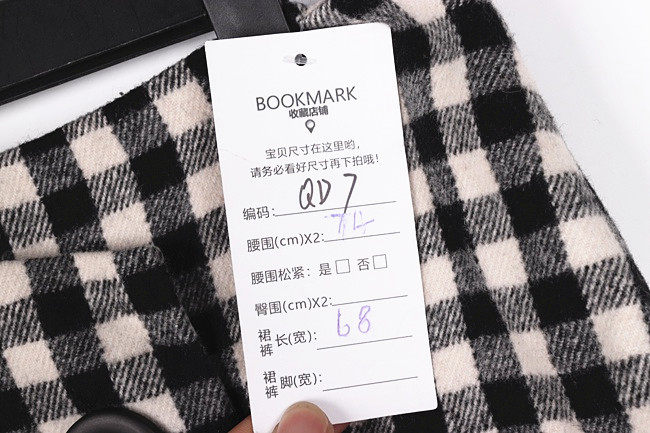 BOOKMARK
收藏店铺
宝贝尺寸在这里哟，
请务必看好尺寸再下拍哦！
编码: QD7
腰围(cm)X2: 74
腰围松紧: 是□ 否□
臀围(cm)X2:
裙裤长(宽): 68
裙裤脚(宽):